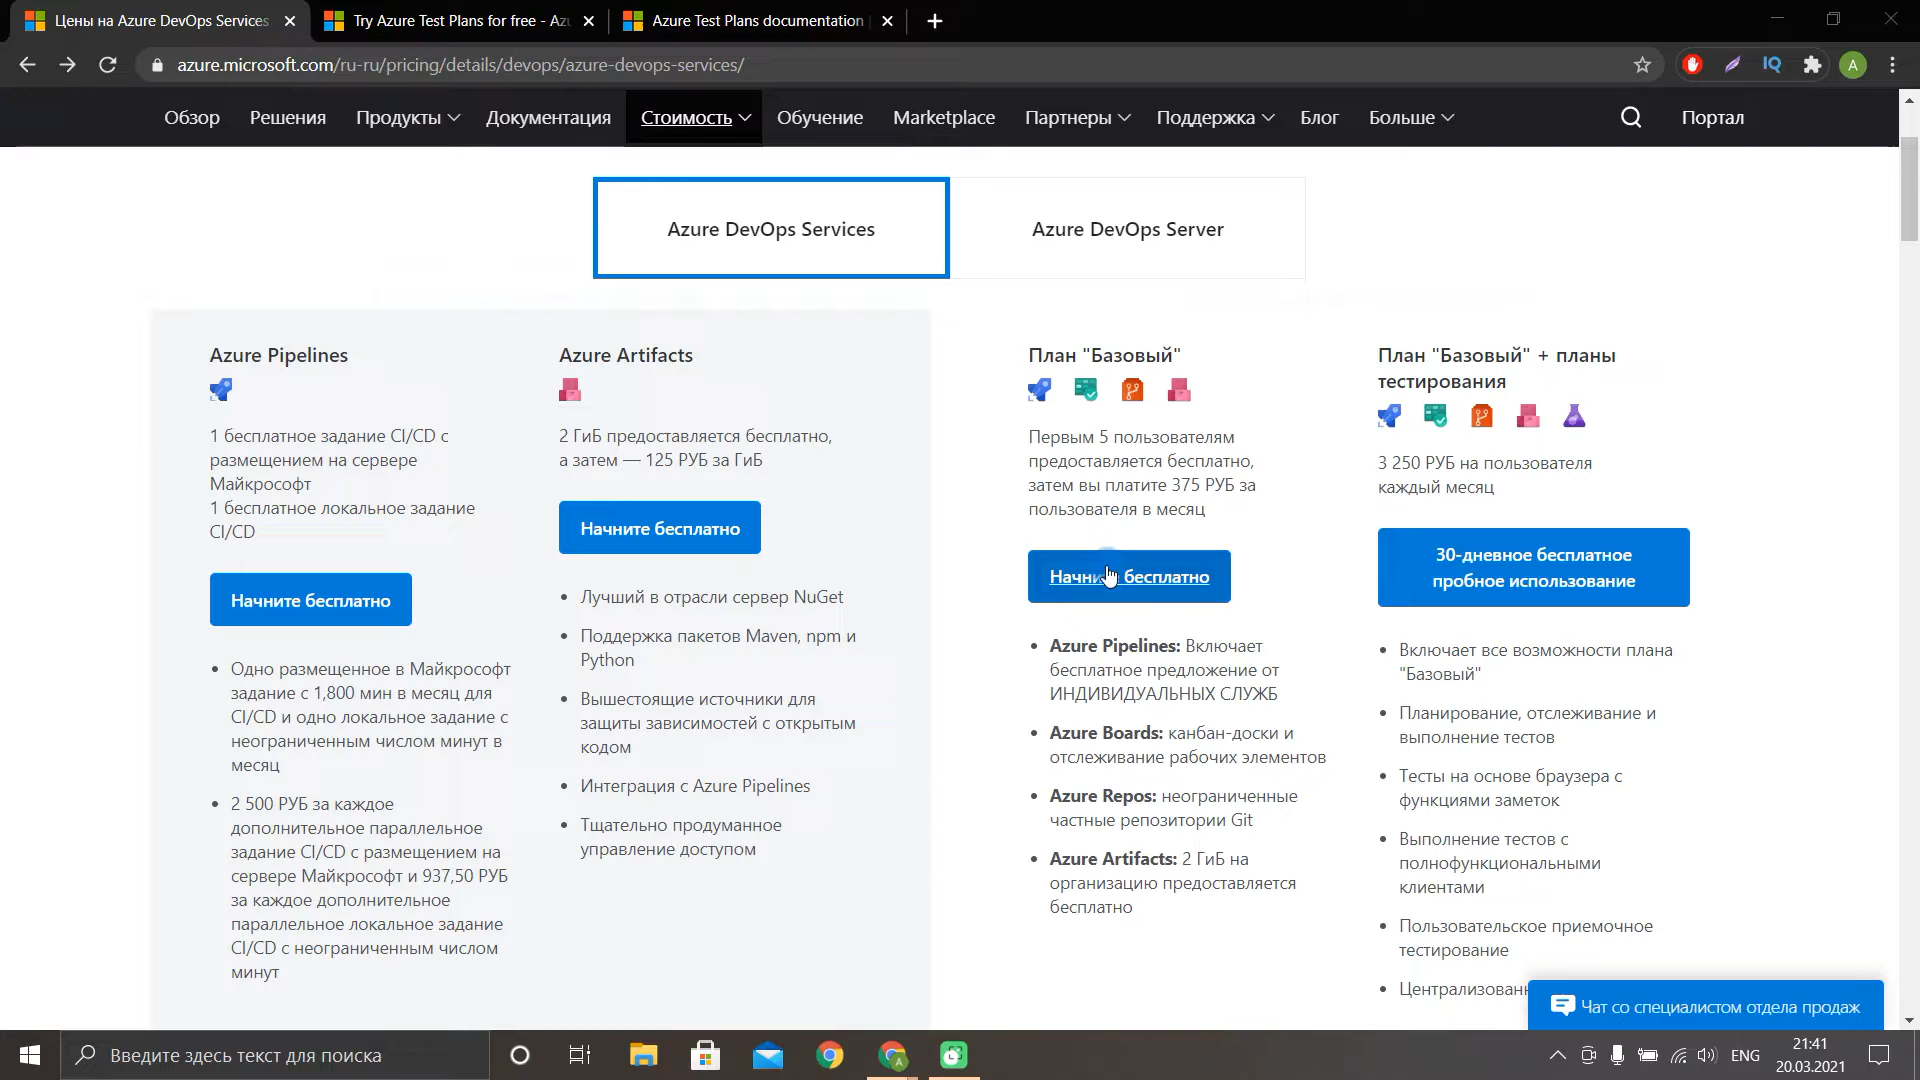 Цены на Azure DevOps Services
Try Azure Test Plans for free - Az
Azure Test Plans documentation
azure.microsoft.com/ru-ru/pricing/details/devops/azure-devops-services/
IQ
A
Обзор
Решения
Продукты
Документация
Стоимость
Обучение
Marketplace
Партнеры
Поддержка
Блог
Больше
Портал
Azure DevOps Services
Azure DevOps Server
Azure Pipelines
1 бесплатное задание CI/CD с
размещением на сервере
Майкрософт
1 бесплатное локальное задание
CI/CD
Начните бесплатно
Одно размещенное в Майкрософт
задание с 1,800 мин в месяц для
CI/CD и одно локальное задание с
неограниченным числом минут в
месяц
2 500 РУБ за каждое
дополнительное параллельное
задание CI/CD с размещением на
сервере Майкрософт и 937,50 РУБ
за каждое дополнительное
параллельное локальное задание
CI/CD с неограниченным числом
минут
Azure Artifacts
2 ГиБ предоставляется бесплатно,
а затем — 125 РУБ за ГиБ
Начните бесплатно
Лучший в отрасли сервер NuGet
Поддержка пакетов Maven, npm и
Python
Вышестоящие источники для
защиты зависимостей с открытым
кодом
Интеграция с Azure Pipelines
Тщательно продуманное
управление доступом
План "Базовый"
Первым 5 пользователям
предоставляется бесплатно,
затем вы платите 375 РУБ за
пользователя в месяц
Начните бесплатно
Azure Pipelines: Включает
бесплатное предложение от
ИНДИВИДУАЛЬНЫХ СЛУЖБ
Azure Boards: канбан-доски и
отслеживание рабочих элементов
Azure Repos: неограниченные
частные репозитории Git
Azure Artifacts: 2 ГиБ на
организацию предоставляется
бесплатно
План "Базовый" + планы
тестирования
3 250 РУБ на пользователя
каждый месяц
30-дневное бесплатное
пробное использование
Включает все возможности плана
"Базовый"
Планирование, отслеживание и
выполнение тестов
Тесты на основе браузера с
функциями заметок
Выполнение тестов с
полнофункциональными
клиентами
Пользовательское приемочное
тестирование
Централизован
Чат со специалистом отдела продаж
Введите здесь текст для поиска
ENG
21:41
20.03.2021